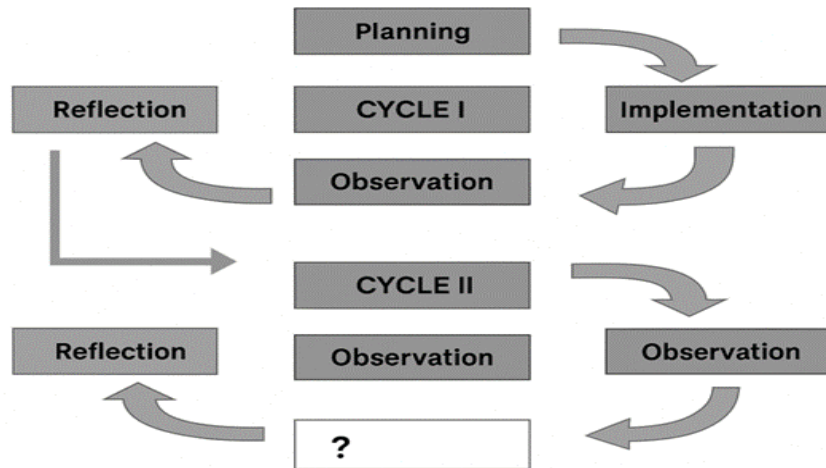 Planning
Reflection
CYCLE I
Implementation
Observation
CYCLE II
Reflection
Observation
Observation
?